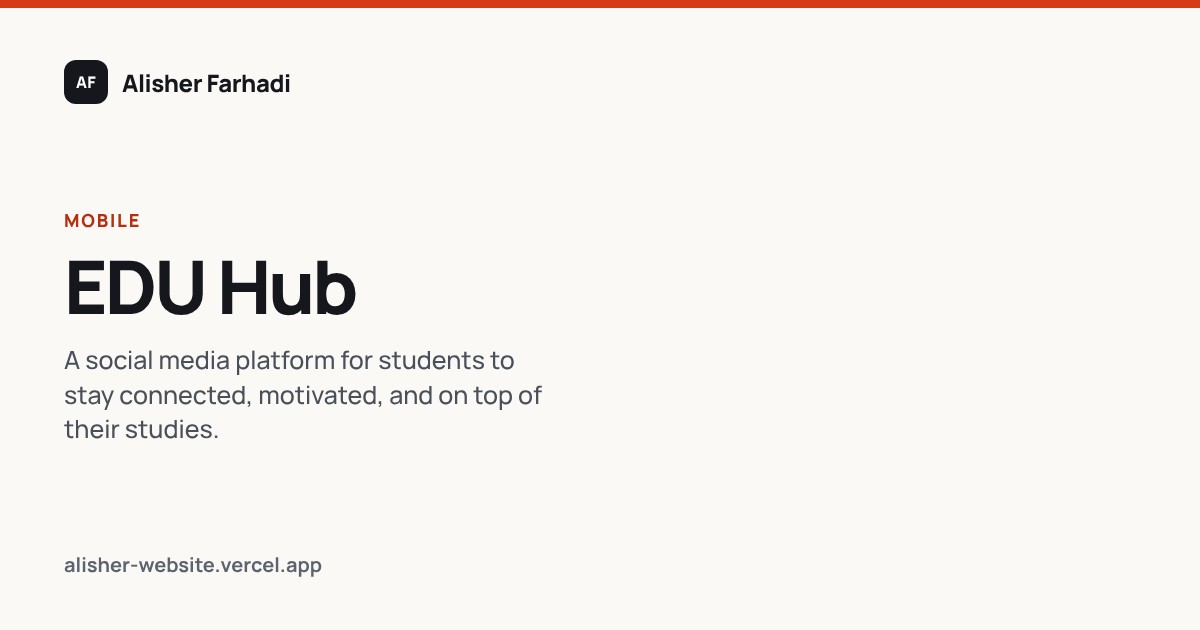 AF
Alisher Farhadi
MOBILE
EDU Hub
A social media platform for students to
stay connected, motivated, and on top of
their studies.
alisher-website.vercel.app